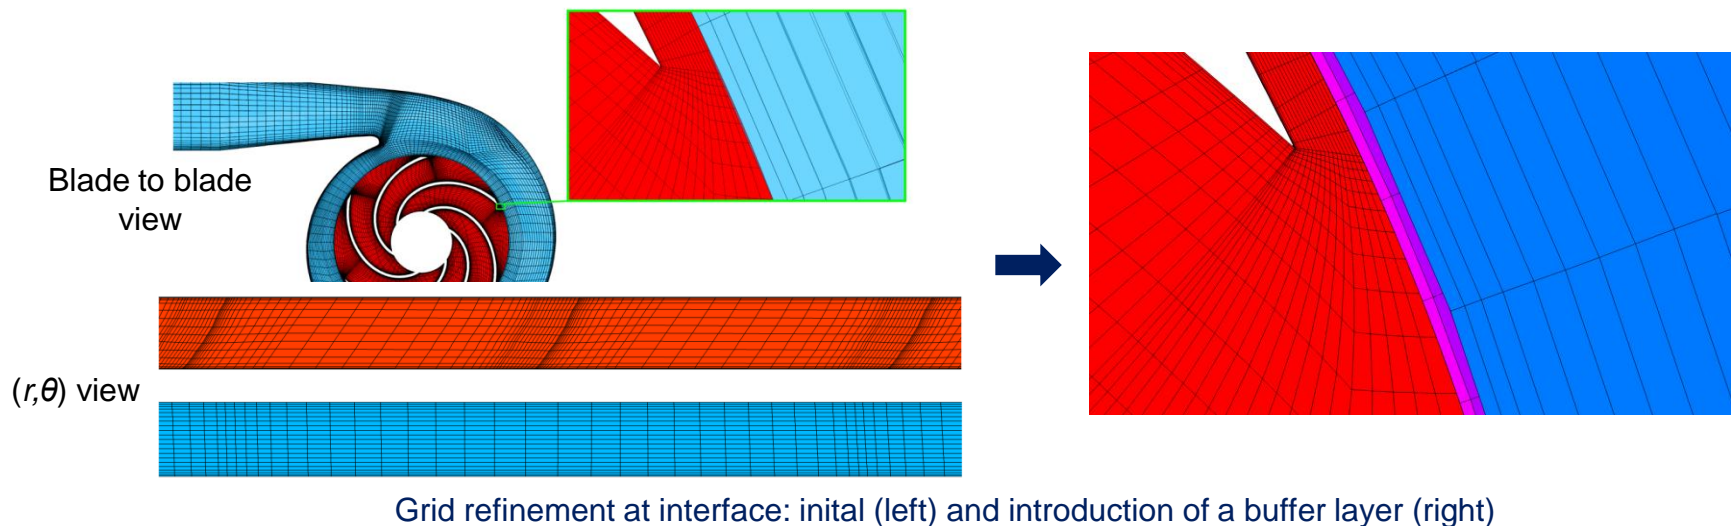 Blade to blade
view
(r,θ) view
Grid refinement at interface: inital (left) and introduction of a buffer layer (right)